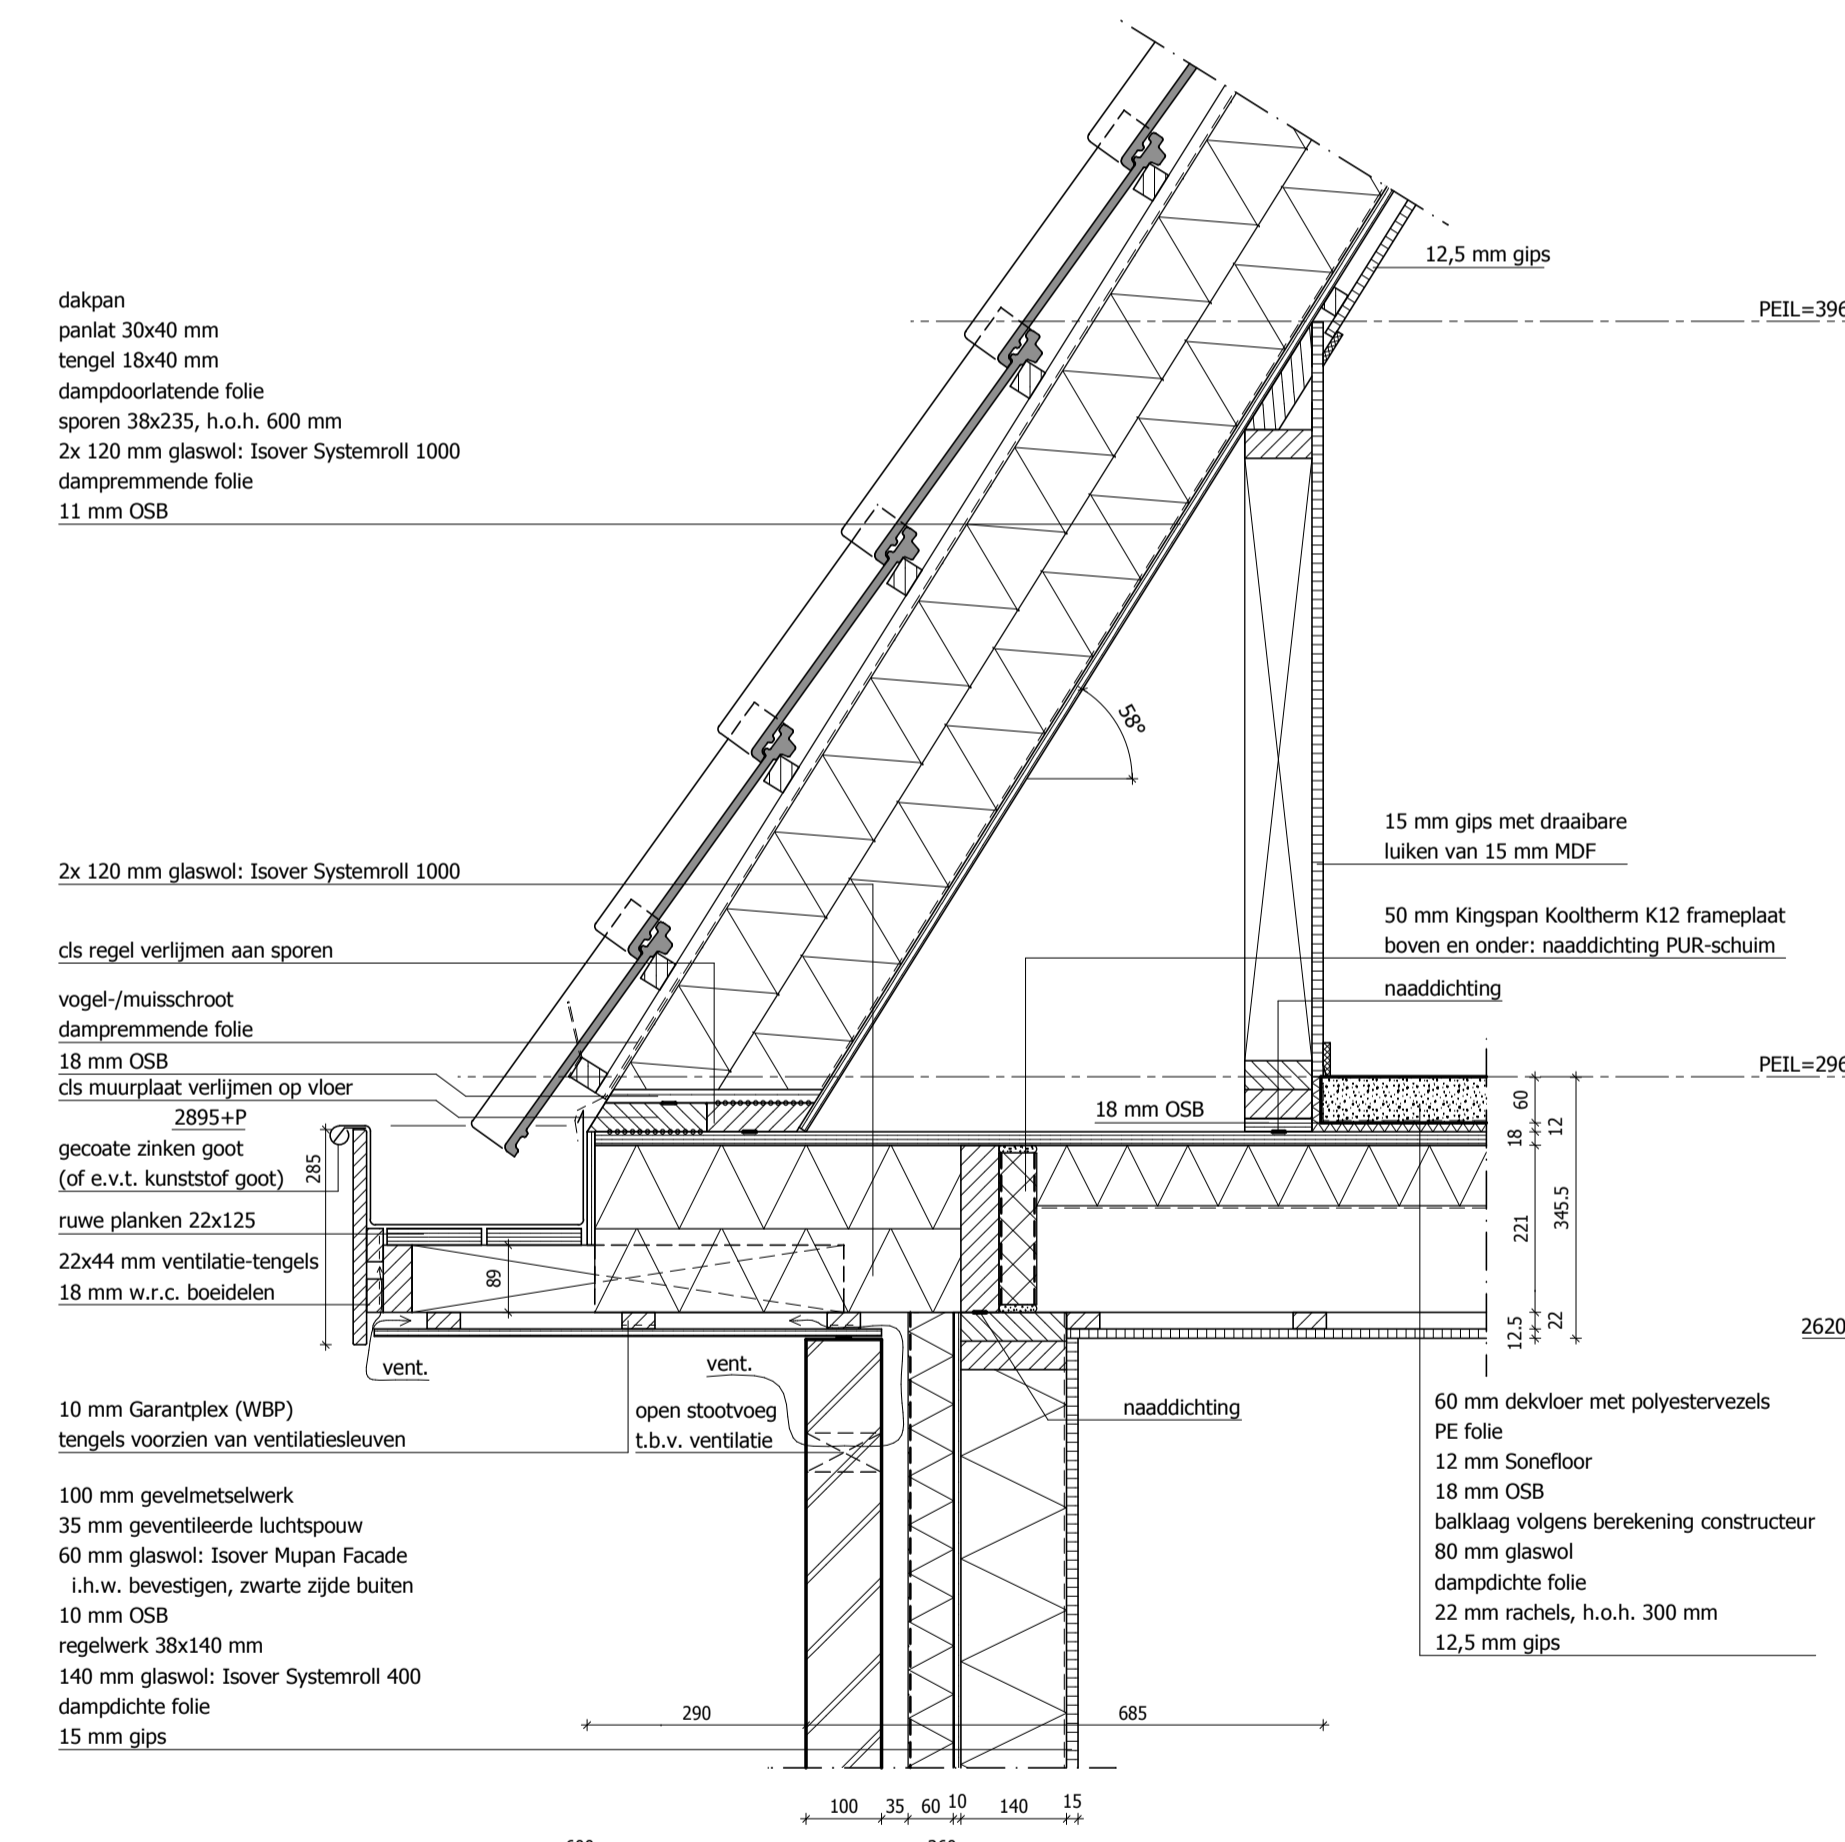 12,5 mm gips
PEIL=396
dakpan
panlat 30x40 mm
tengel 18x40 mm
dampdoorlatende folie
sporen 38x235, h.o.h. 600 mm
2x 120 mm glaswol: Isover Systemroll 1000
dampremmende folie
11 mm OSB
58°
15 mm gips met draaibare
luiken van 15 mm MDF
2x 120 mm glaswol: Isover Systemroll 1000
50 mm Kingspan Kooltherm K12 frameplaat
boven en onder: naaddichting PUR-schuim
cls regel verlijmen aan sporen
naaddichting
vogel-/muisschroot
dampremmende folie
18 mm OSB
cls muurplaat verlijmen op vloer
PEIL=296
2895+P
18 mm OSB
gecoate zinken goot
(of e.v.t. kunststof goot)
285
60
12
18
221
345.5
22
12.5
ruwe planken 22x125
22x44 mm ventilatie-tengels
18 mm w.r.c. boeidelen
89
2620
vent.
vent.
10 mm Garantplex (WBP)
tengels voorzien van ventilatiesleuven
open stootvoeg
t.b.v. ventilatie
naaddichting
60 mm dekvloer met polyestervezels
PE folie
12 mm Sonefloor
18 mm OSB
balklaag volgens berekening constructeur
80 mm glaswol
dampdichte folie
22 mm rachels, h.o.h. 300 mm
12,5 mm gips
100 mm gevelmetselwerk
35 mm geventileerde luchtspouw
60 mm glaswol: Isover Mupan Facade
i.h.w. bevestigen, zwarte zijde buiten
10 mm OSB
regelwerk 38x140 mm
140 mm glaswol: Isover Systemroll 400
dampdichte folie
15 mm gips
290
685
100 35 60 10 140 15